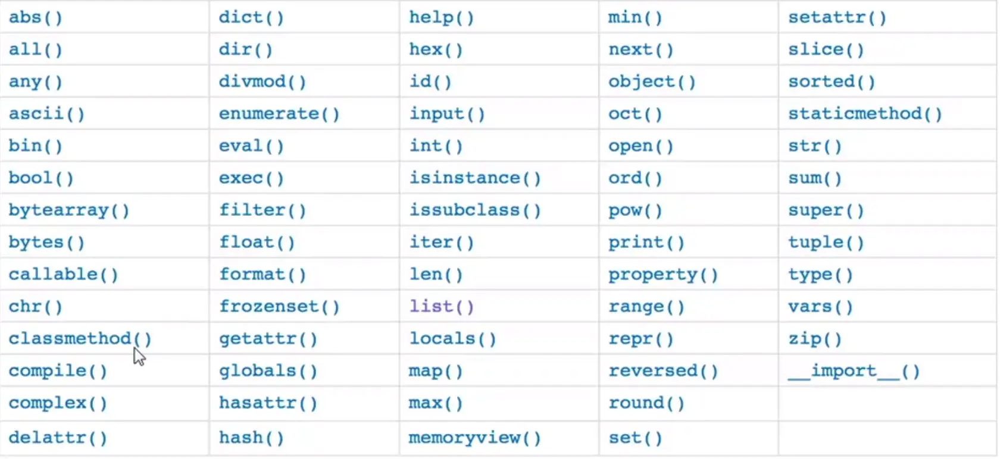 abs() dict() help() min() setattr()
all() dir() hex() next() slice()
any() divmod() id() object() sorted()
ascii() enumerate() input() oct() staticmethod()
bin() eval() int() open() str()
bool() exec() isinstance() ord() sum()
bytearray() filter() issubclass() pow() super()
bytes() float() iter() print() tuple()
callable() format() len() property() type()
chr() frozenset() list() range() vars()
classmethod() getattr() locals() repr() zip()
compile() globals() map() reversed() __import__()
complex() hasattr() max() round()
delattr() hash() memoryview() set()